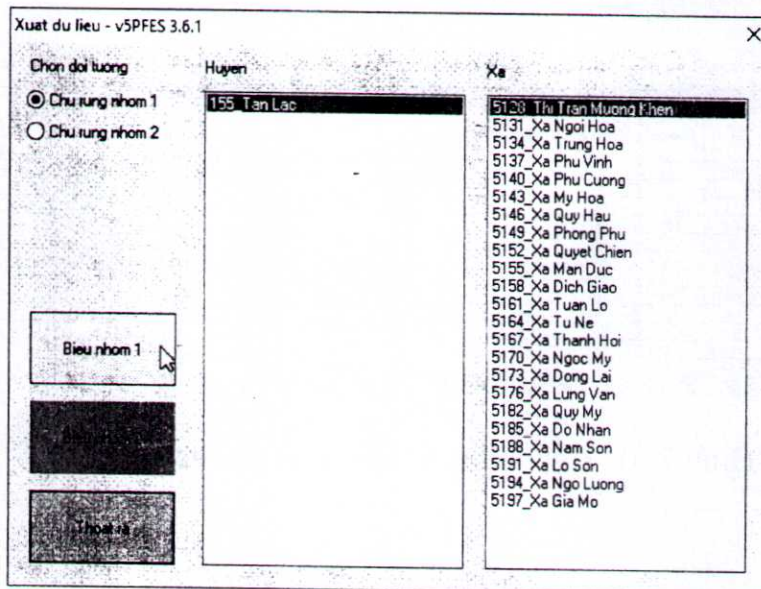 Xuat du lieu - v5PFES 3.6.1
Chon doi tuong
Chu rung nhom 1
Chu rung nhom 2
Bieu nhom 1
Thoat ra
Huyen
155_Tan Lac
Xa
5128_Thi Tran Muong Khen
5131_Xa Ngoi Hoa
5134_Xa Trung Hoa
5137_Xa Phu Vinh
5140_Xa Phu Cuong
5143_Xa My Hoa
5146_Xa Quy Hau
5149_Xa Phong Phu
5152_Xa Quyet Chien
5155_Xa Man Duc
5158_Xa Dich Giao
5161_Xa Tuan Lo
5164_Xa Tu Ne
5167_Xa Thanh Hoi
5170_Xa Ngoc My
5173_Xa Dong Lai
5176_Xa Lung Van
5182_Xa Quy My
5185_Xa Do Nhan
5188_Xa Nam Son
5191_Xa Lo Son
5194_Xa Ngo Luong
5197_Xa Gia Mo